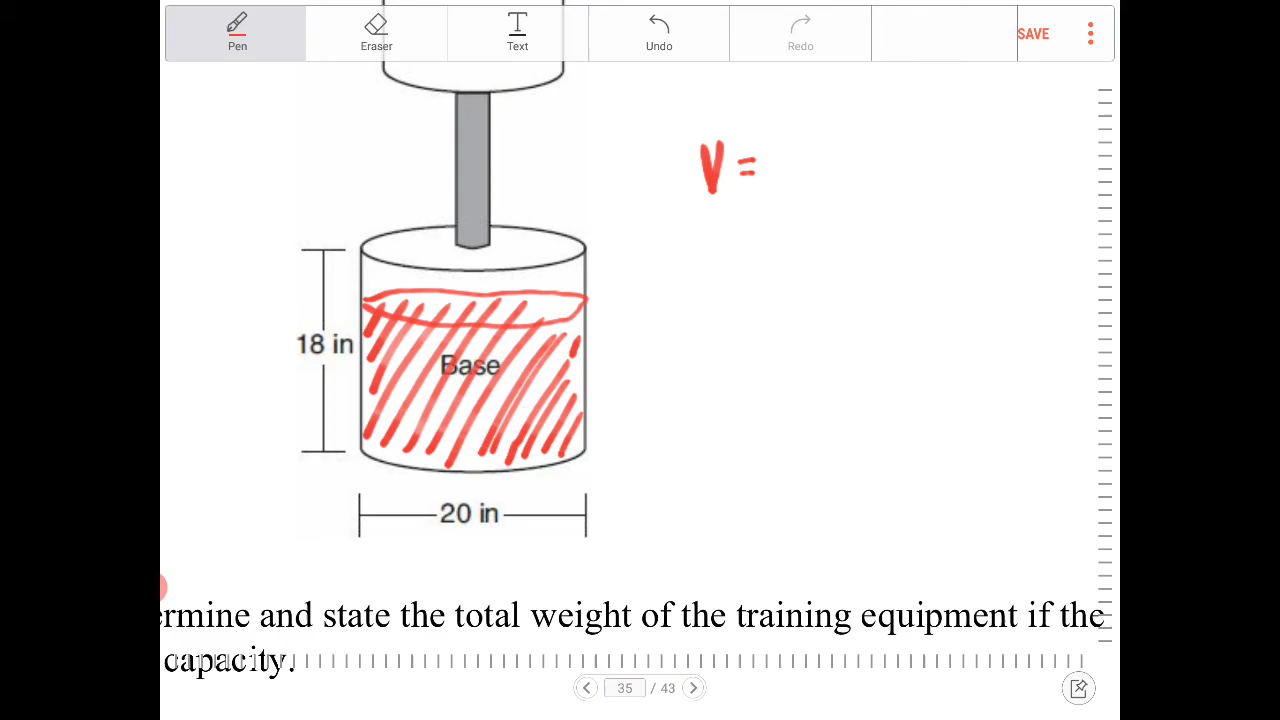 Pen Eraser Text Undo Redo SAVE
V =
18 in
Base
20 in
ermine and state the total weight of the training equipment if the
capacity.
35 / 43